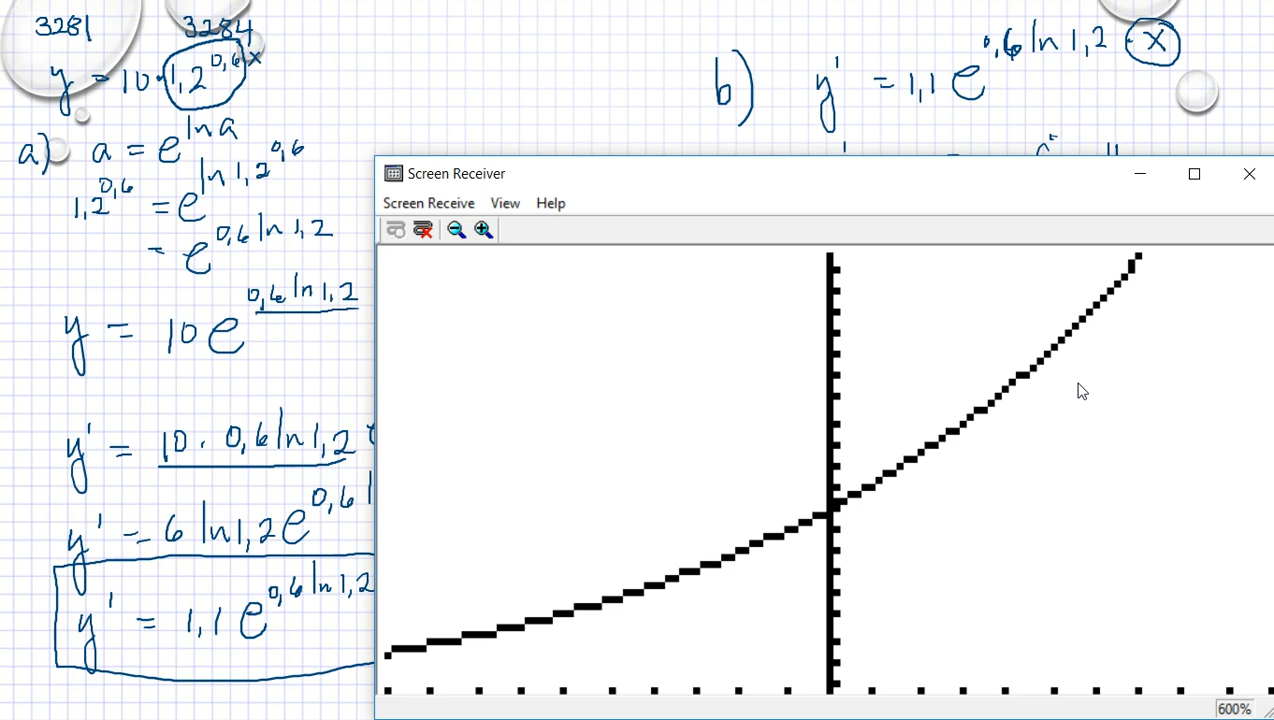 3281 3284
y = 10 · 1,2^0,6x
a) a = e^ln a
1,2^0,6 = e^ln 1,2^0,6
= e^0,6 ln 1,2
y = 10 e^0,6 ln 1,2
y' = 10 · 0,6 ln 1,2
y' = 6 ln 1,2 e^0,6 l
y' = 1,1 e^0,6 ln 1,2
b) y' = 1,1 e^0,6 ln 1,2 · x
Screen Receiver
Screen Receive View Help
600%